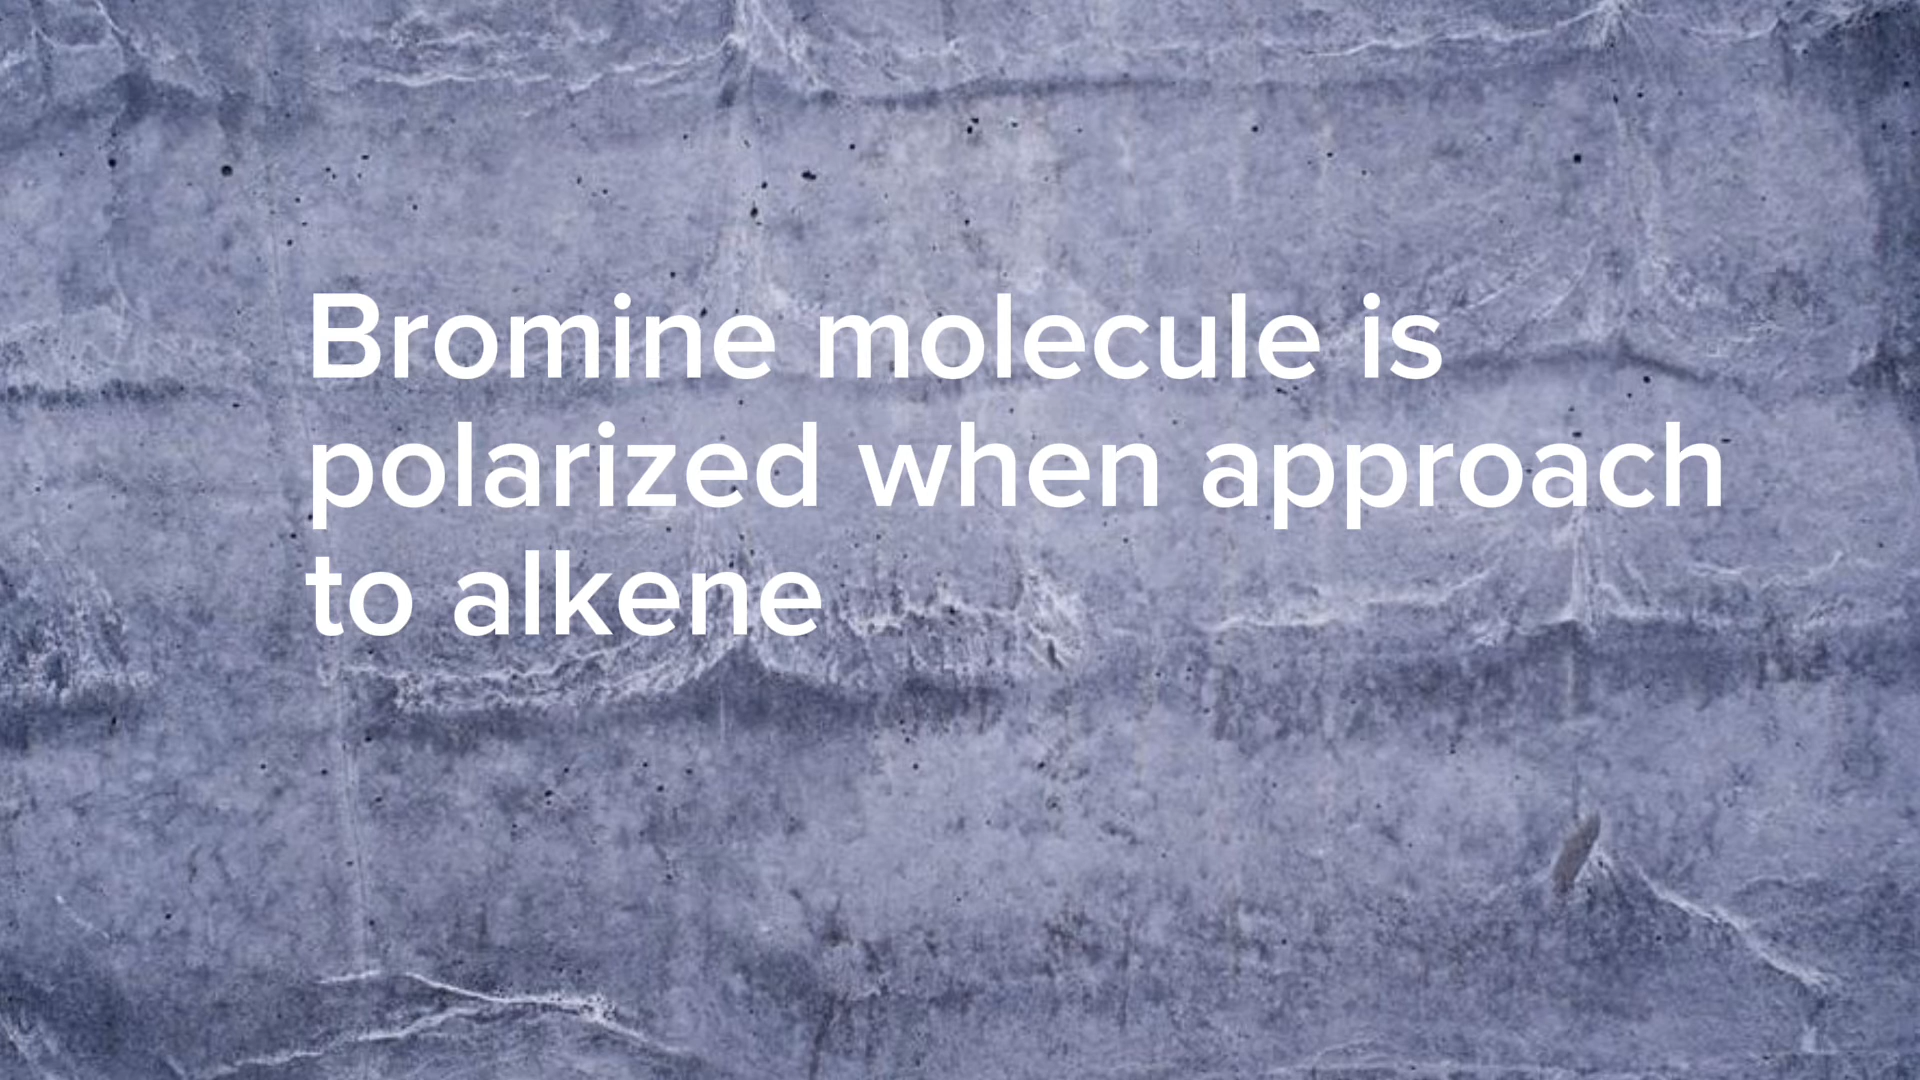 Bromine molecule is
polarized when approach
to alkene